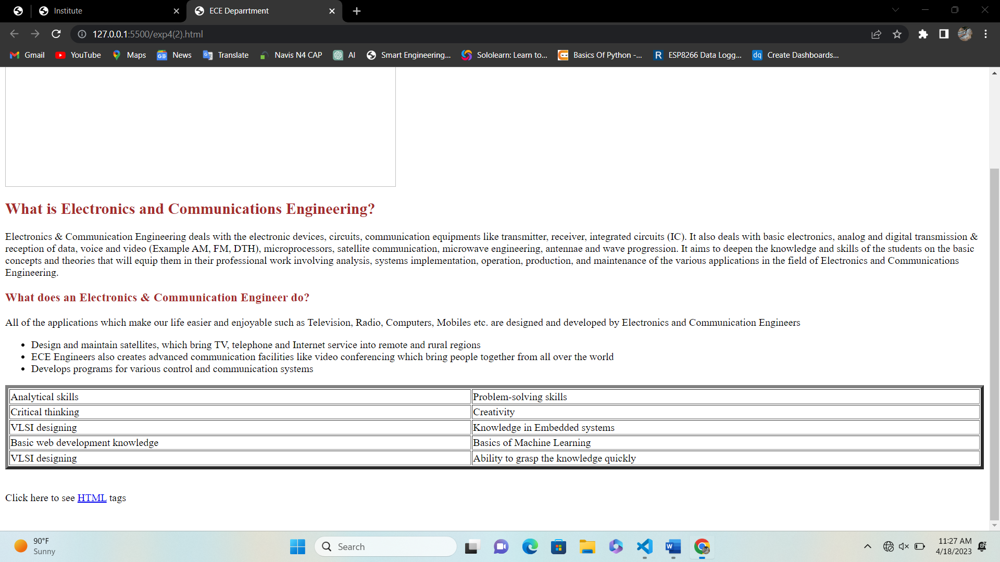 Institute
ECE Deparrtment
127.0.0.1:5500/exp4(2).html
Gmail YouTube Maps News Translate Navis N4 CAP AI Smart Engineering... Sololearn: Learn to... Basics Of Python -... R ESP8266 Data Logg... dq Create Dashboards...
What is Electronics and Communications Engineering?
Electronics & Communication Engineering deals with the electronic devices, circuits, communication equipments like transmitter, receiver, integrated circuits (IC). It also deals with basic electronics, analog and digital transmission &
reception of data, voice and video (Example AM, FM, DTH), microprocessors, satellite communication, microwave engineering, antennae and wave progression. It aims to deepen the knowledge and skills of the students on the basic
concepts and theories that will equip them in their professional work involving analysis, systems implementation, operation, production, and maintenance of the various applications in the field of Electronics and Communications
Engineering.
What does an Electronics & Communication Engineer do?
All of the applications which make our life easier and enjoyable such as Television, Radio, Computers, Mobiles etc. are designed and developed by Electronics and Communication Engineers
• Design and maintain satellites, which bring TV, telephone and Internet service into remote and rural regions
• ECE Engineers also creates advanced communication facilities like video conferencing which bring people together from all over the world
• Develops programs for various control and communication systems
Analytical skills Problem-solving skills
Critical thinking Creativity
VLSI designing Knowledge in Embedded systems
Basic web development knowledge Basics of Machine Learning
VLSI designing Ability to grasp the knowledge quickly
Click here to see HTML tags
90°F
Sunny
Search
11:27 AM
4/18/2023